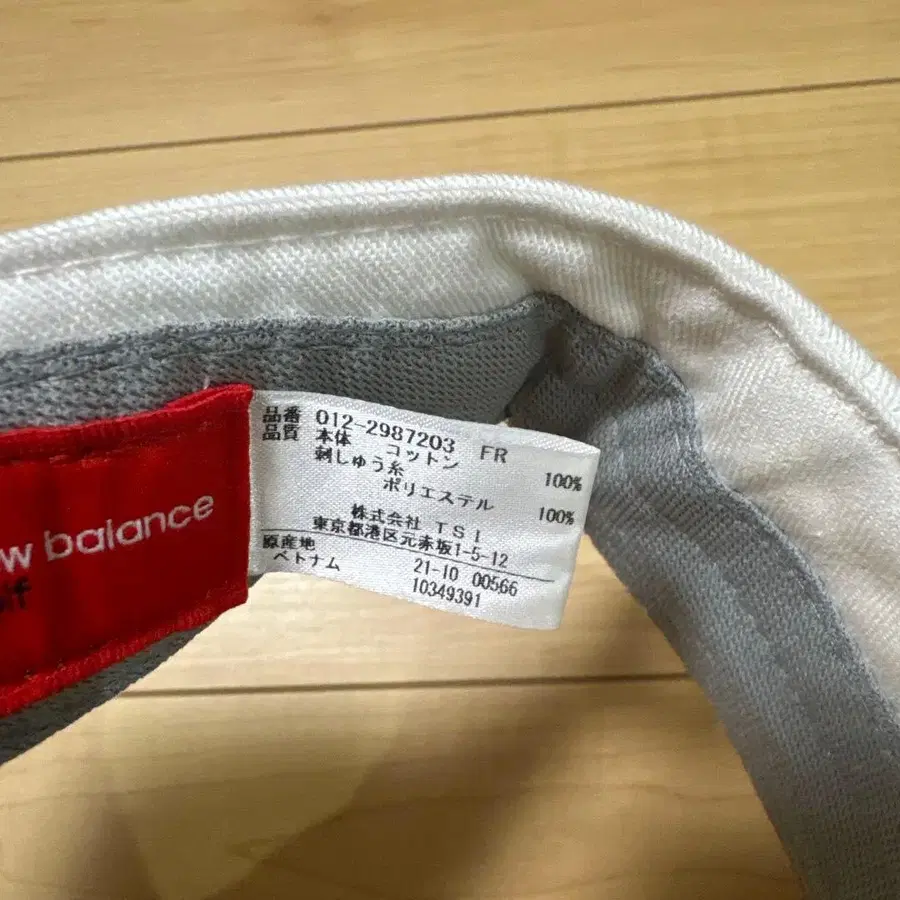 w balance
lf
品番 012-2987203 FR
品質 本体 コットン 100%
刺しゅう糸
ポリエステル 100%
株式会社 TSI
東京都港区元赤坂1-5-12
原産地
ベトナム 21-10 00566
10349391